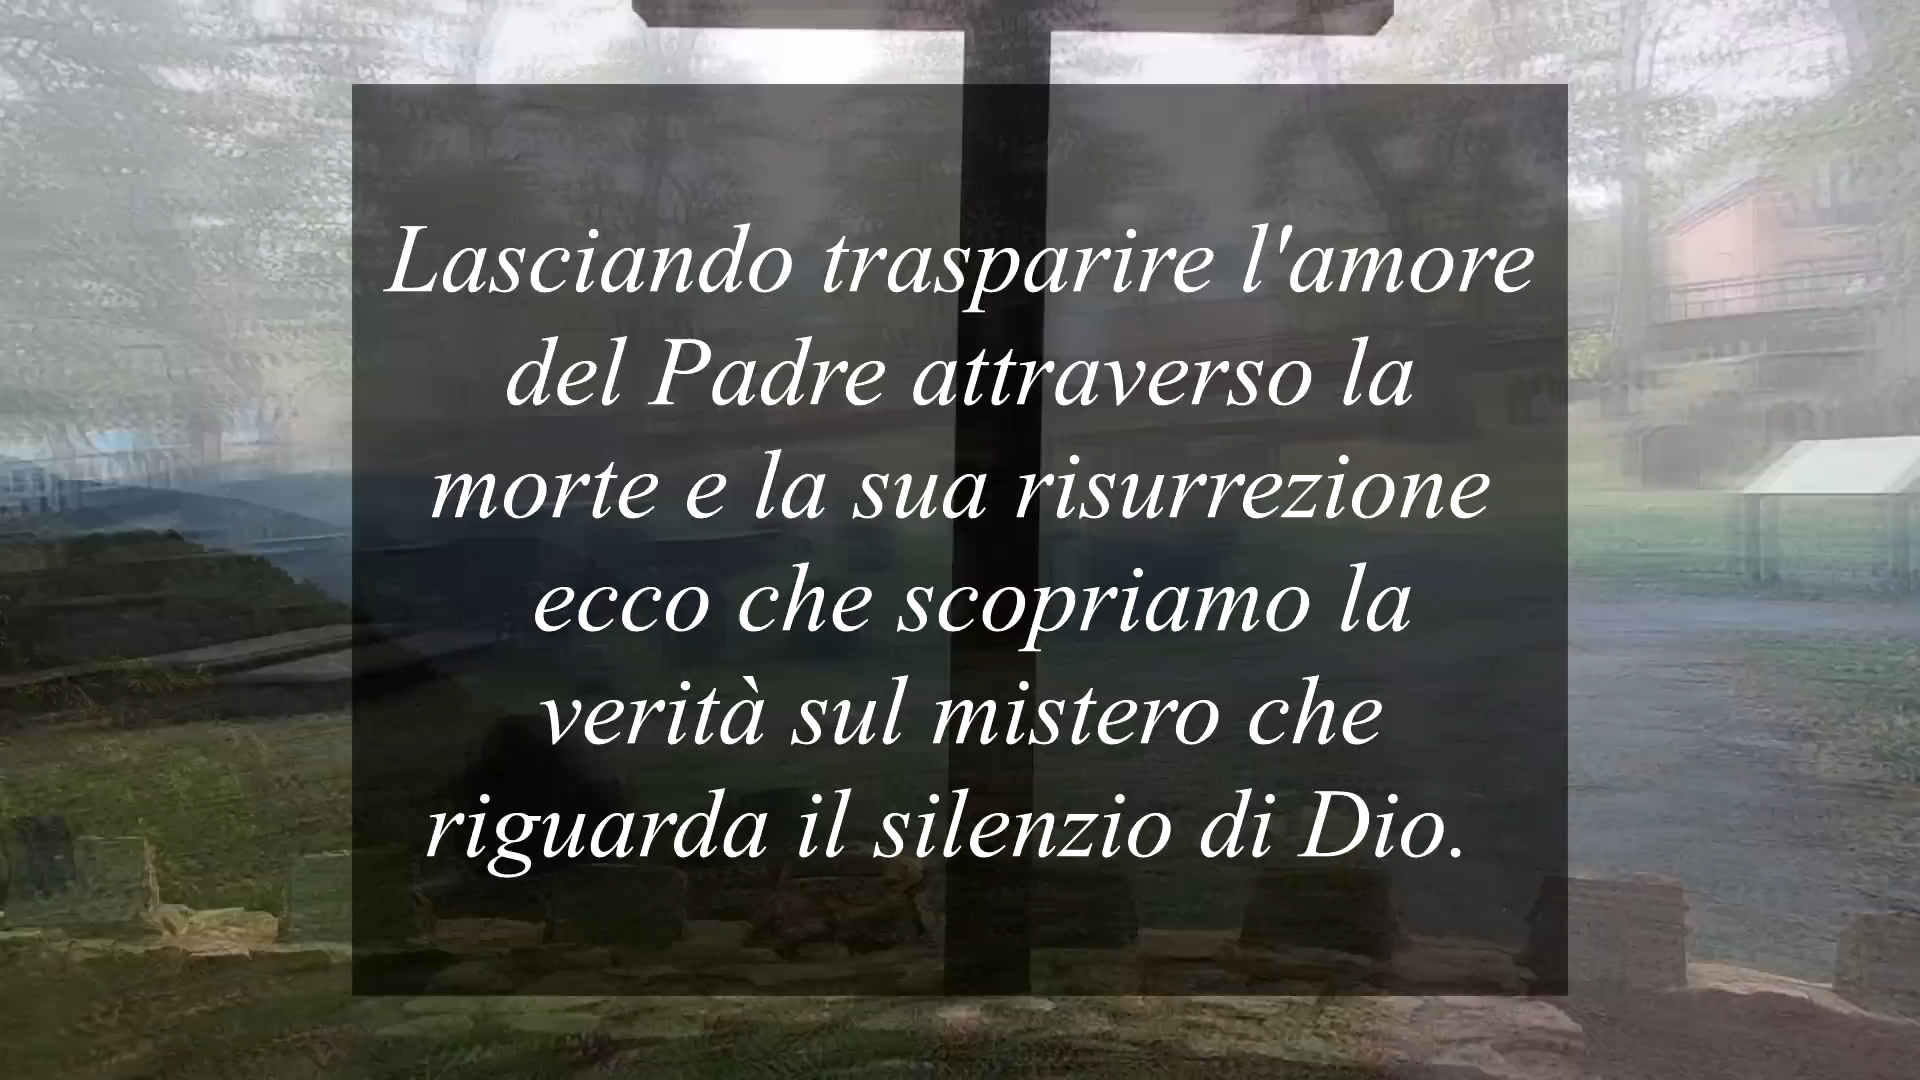 Lasciando trasparire l'amore
del Padre attraverso la
morte e la sua risurrezione
ecco che scopriamo la
verità sul mistero che
riguarda il silenzio di Dio.